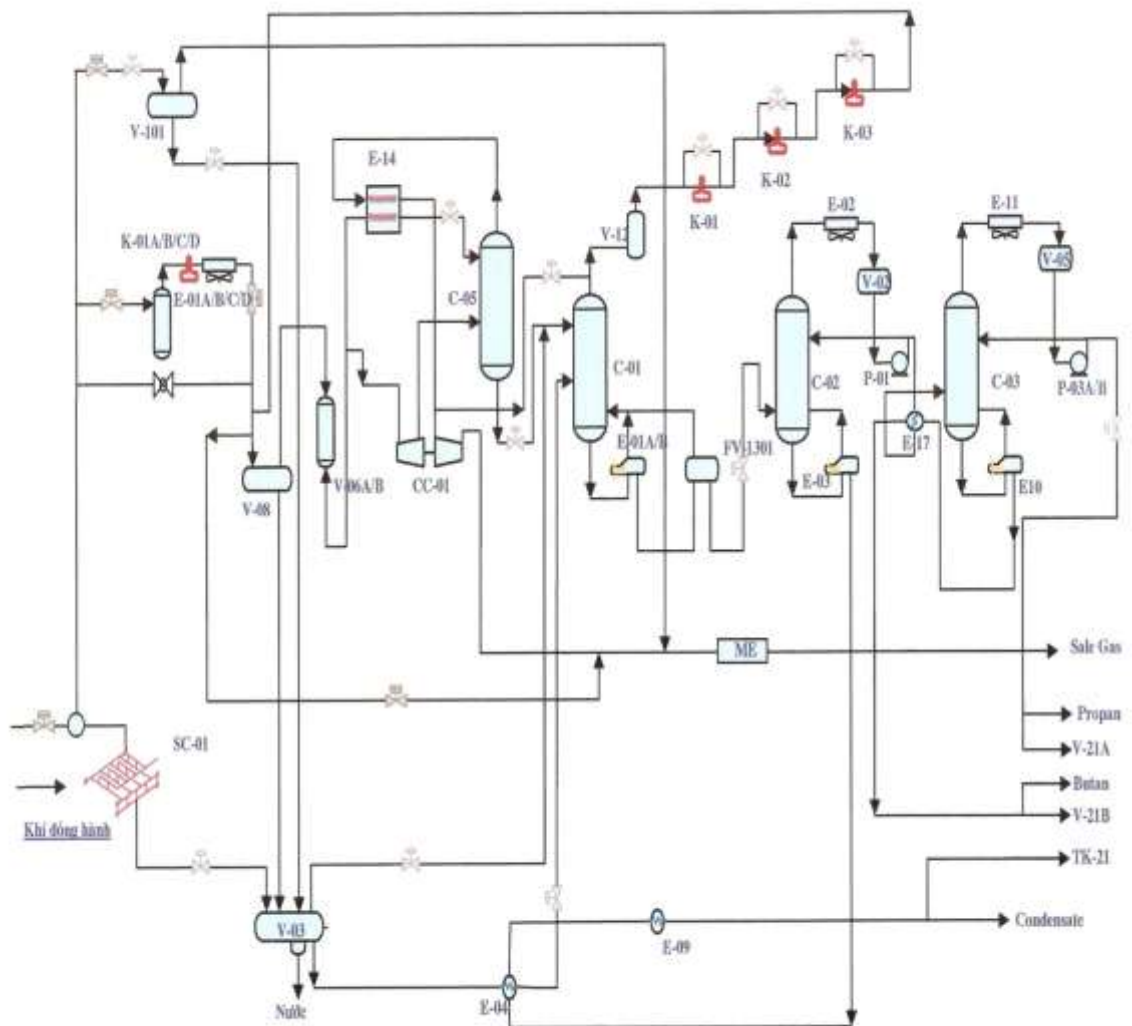 V-101
E-14
K-03
K-02
K-01
E-02
E-11
V-12
K-01A/B/C/D
V-02
V-05
E-01A/B/C/D
C-05
C-01
P-01
P-03A/B
C-02
C-03
E-17
E-01A/B
FV-1301
V-08
V-06A/B
CC-01
E-03
E10
ME
Sale Gas
SC-01
Propan
V-21A
Khí đồng hành
Butan
V-21B
TK-21
V-03
Condensate
E-09
Nước
E-04